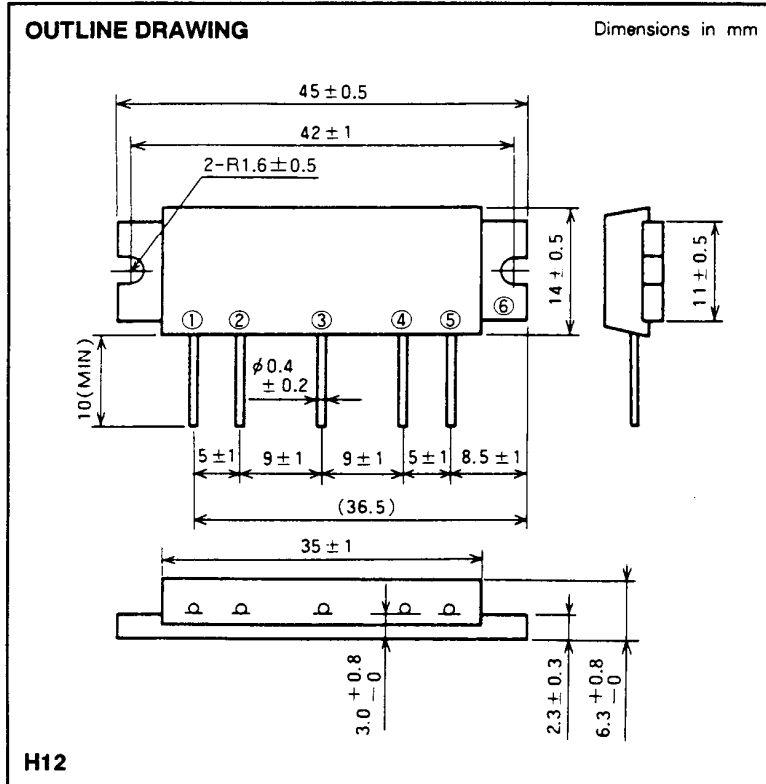 OUTLINE DRAWING
Dimensions in mm
45±0.5
42±1
2-R1.6±0.5
14±0.5
11±0.5
⑥
① ② ③ ④ ⑤
10(MIN)
φ0.4
±0.2
5±1 9±1 9±1 5±1 8.5±1
(36.5)
35±1
3.0 +0.8 −0
2.3±0.3
6.3 +0.8 −0
H12